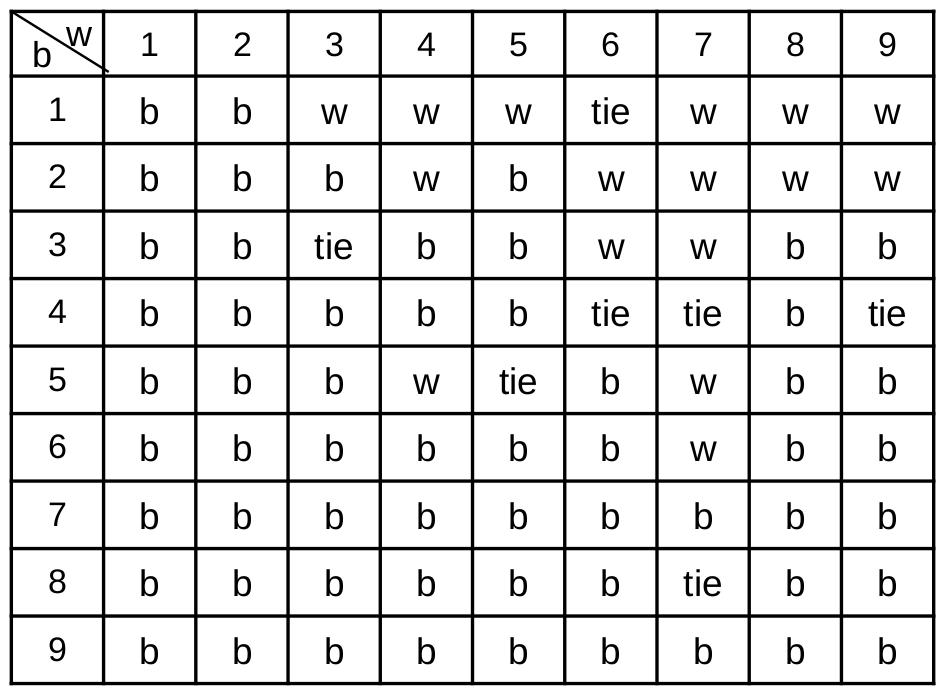 b w 1 2 3 4 5 6 7 8 9
1 b b w w w tie w w w
2 b b b w b w w w w
3 b b tie b b w w b b
4 b b b b b tie tie b tie
5 b b b w tie b w b b
6 b b b b b b w b b
7 b b b b b b b b b
8 b b b b b b tie b b
9 b b b b b b b b b